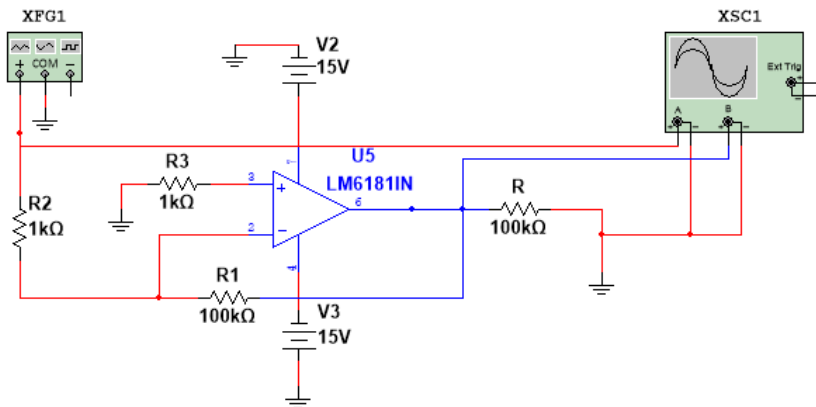 XFG1
XSC1
COM
Ext Trig
V2
15V
A
B
U5
LM6181IN
R3
1kΩ
3
7
6
2
4
R2
1kΩ
R
100kΩ
R1
100kΩ
V3
15V